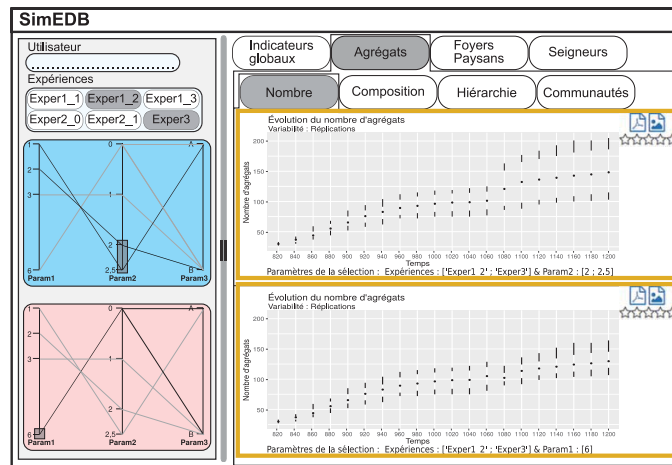 SimEDB
Utilisateur
Expériences
Exper1_1 Exper1_2 Exper1_3
Exper2_0 Exper2_1 Exper3
1 0 A
2
3 1
2
6 2,5 B
Param1 Param2 Param3
1 0 A
2
3 1
2
6 2,5 B
Param1 Param2 Param3
Indicateurs globaux Agrégats Foyers Paysans Seigneurs
Nombre Composition Hiérarchie Communautés
Évolution du nombre d'agrégats
Variabilité : Réplications
Nombre d'agrégats
200
150
100
50
820 840 860 880 900 920 940 960 980 1000 1020 1040 1060 1080 1100 1120 1140 1160 1180 1200
Temps
Paramètres de la sélection : Expériences : ['Exper1_2' ; 'Exper3'] & Param2 : [2 ; 2,5]
Évolution du nombre d'agrégats
Variabilité : Réplications
Nombre d'agrégats
200
150
100
50
820 840 860 880 900 920 940 960 980 1000 1020 1040 1060 1080 1100 1120 1140 1160 1180 1200
Temps
Paramètres de la sélection : Expériences : ['Exper1_2' ; 'Exper3'] & Param1 : [6]